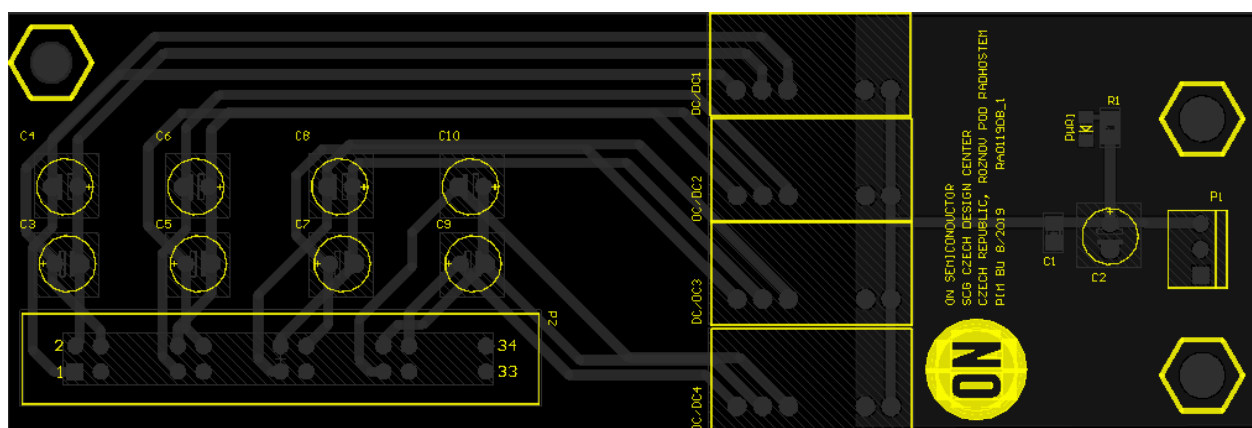 C4
C6
C8
C10
C3
C5
C7
C9
P2
2
1
34
33
DC/DC1
DC/DC2
DC/DC3
DC/DC4
ON SEMICONDUCTOR
SCG CZECH DESIGN CENTER
CZECH REPUBLIC, ROZNOV POD RADHOSTEM
PIM BU 8/2019 RA0119DB_1
ON
PWR1
R1
C1
C2
P1